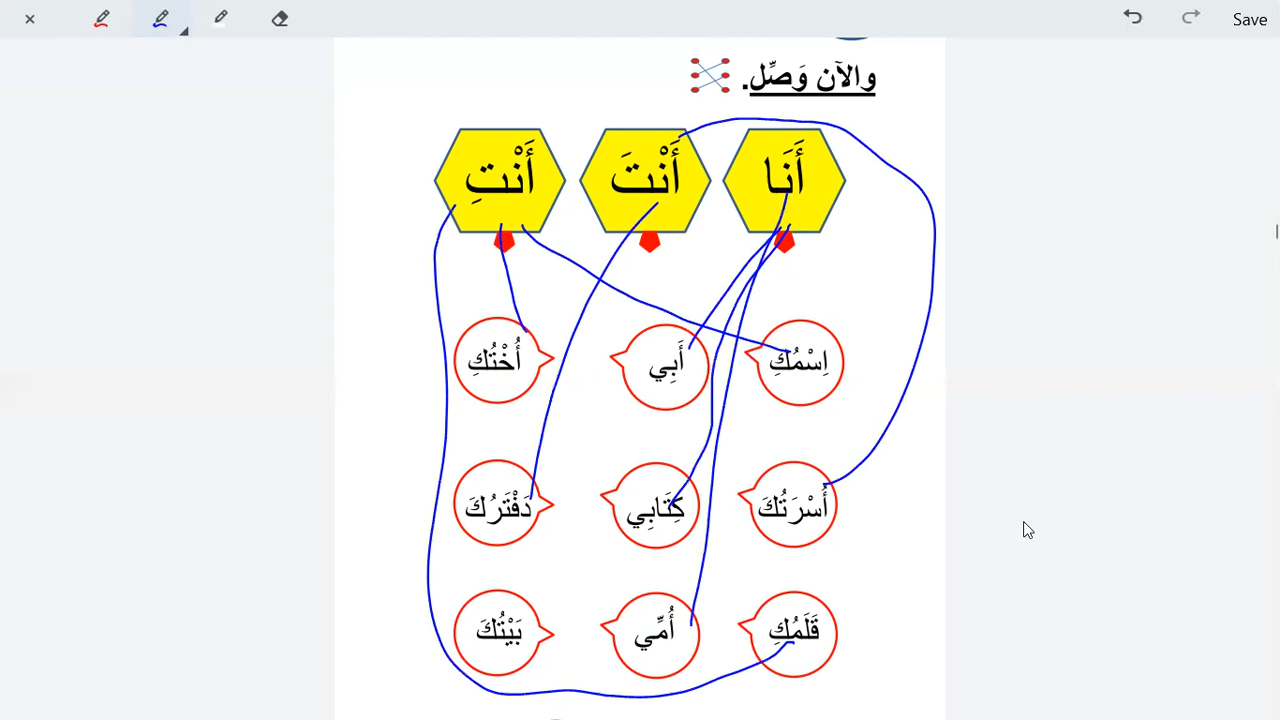 Save
والآن وَصِّل.
أَنَا أَنْتَ أَنْتِ
اِسْمُكِ أَبِي أُخْتُكِ
أُسْرَتُكَ كِتَابِي دَفْتَرُكَ
قَلَمُكِ أُمِّي بَيْتُكَ